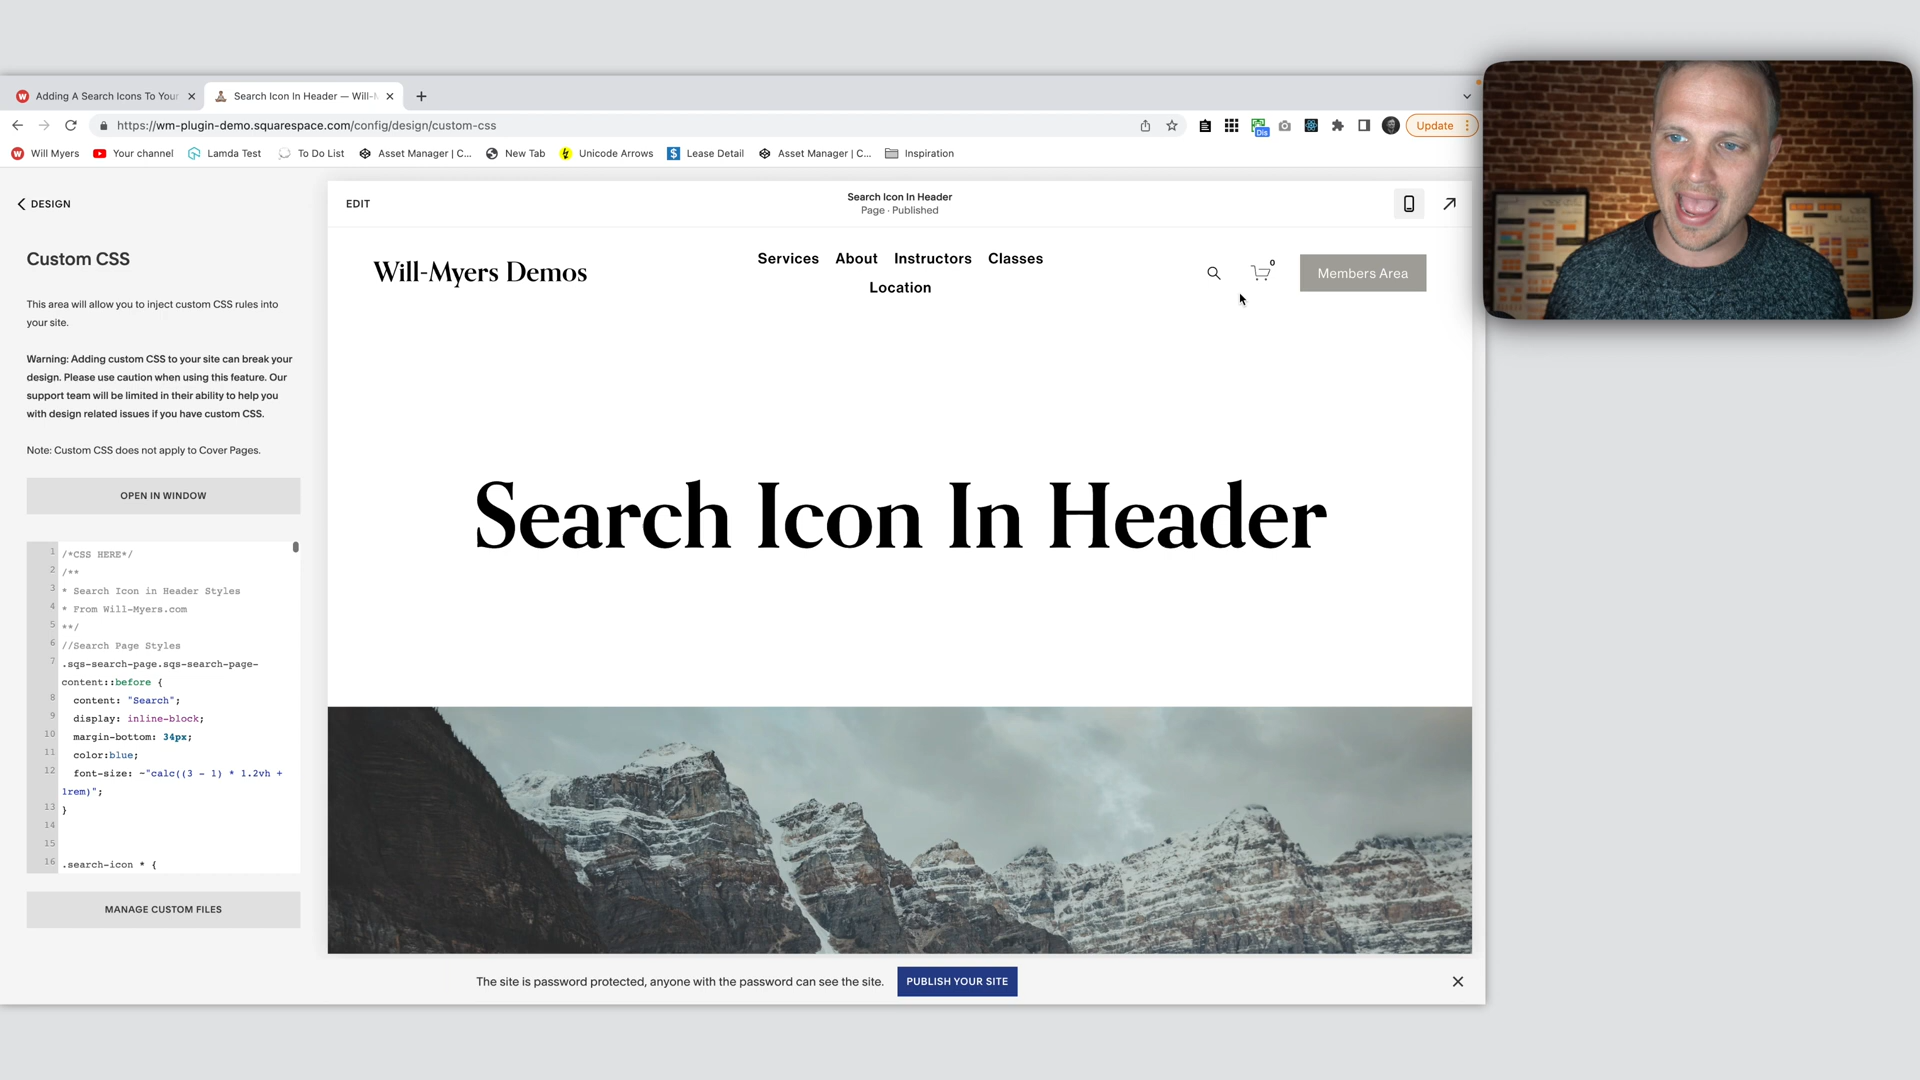 Adding A Search Icons To Your
Search Icon In Header — Will-M
https://wm-plugin-demo.squarespace.com/config/design/custom-css
Dis
Update
Will Myers
Your channel
Lamda Test
To Do List
Asset Manager | C...
New Tab
Unicode Arrows
Lease Detail
Asset Manager | C...
Inspiration
DESIGN
EDIT
Search Icon In Header
Page · Published
Custom CSS
This area will allow you to inject custom CSS rules into
your site.
Warning: Adding custom CSS to your site can break your
design. Please use caution when using this feature. Our
support team will be limited in their ability to help you
with design related issues if you have custom CSS.
Note: Custom CSS does not apply to Cover Pages.
OPEN IN WINDOW
1 /*CSS HERE*/
2 /**
3 * Search Icon in Header Styles
4 * From Will-Myers.com
5 **/
6 //Search Page Styles
7 .sqs-search-page.sqs-search-page-
content::before {
8 content: "Search";
9 display: inline-block;
10 margin-bottom: 34px;
11 color:blue;
12 font-size: ~"calc((3 - 1) * 1.2vh +
1rem)";
13 }
14
15
16 .search-icon * {
MANAGE CUSTOM FILES
Will-Myers Demos
Services About Instructors Classes
Location
0
Members Area
Search Icon In Header
The site is password protected, anyone with the password can see the site.
PUBLISH YOUR SITE